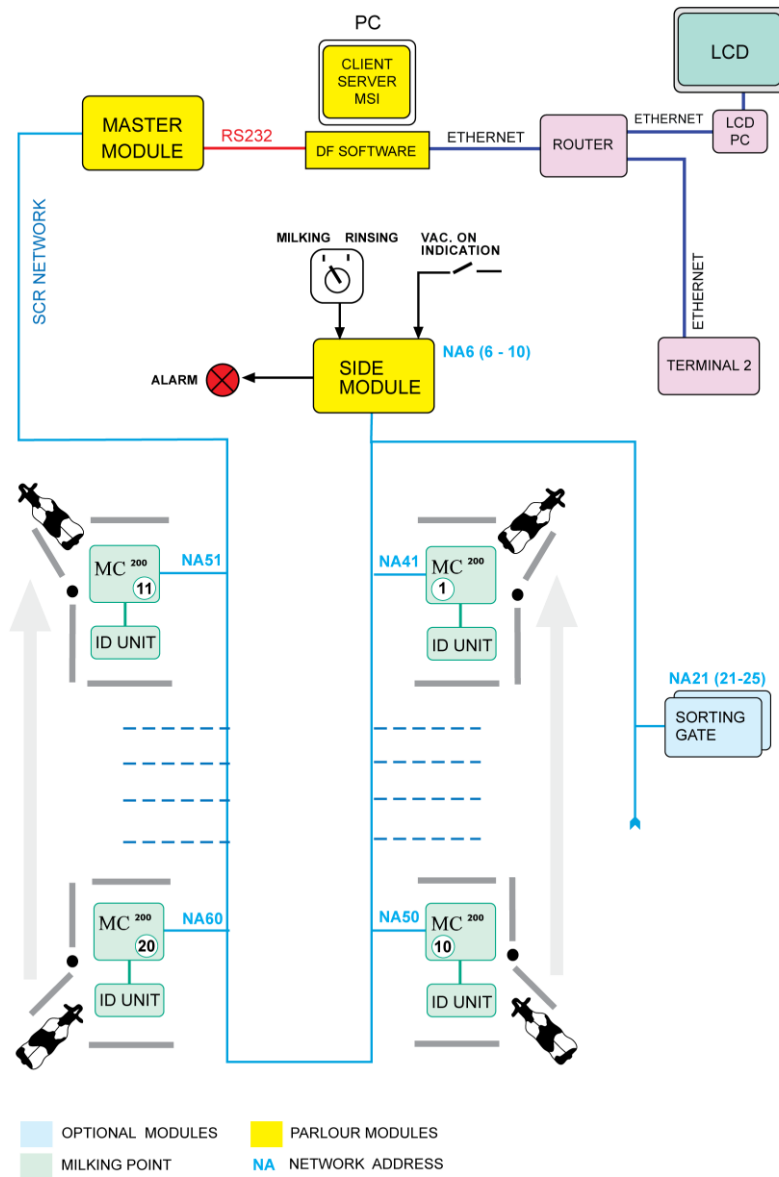 PC
LCD
CLIENT
SERVER
MSI
MASTER
MODULE
RS232
DF SOFTWARE
ETHERNET
ROUTER
ETHERNET
LCD
PC
SCR NETWORK
MILKING RINSING
VAC. ON
INDICATION
ETHERNET
SIDE
MODULE
NA6 (6 - 10)
TERMINAL 2
ALARM
MC 200
11
NA51
ID UNIT
NA41
MC 200
1
ID UNIT
NA21 (21-25)
SORTING
GATE
MC 200
20
NA60
ID UNIT
NA50
MC 200
10
ID UNIT
OPTIONAL MODULES
PARLOUR MODULES
MILKING POINT
NA NETWORK ADDRESS